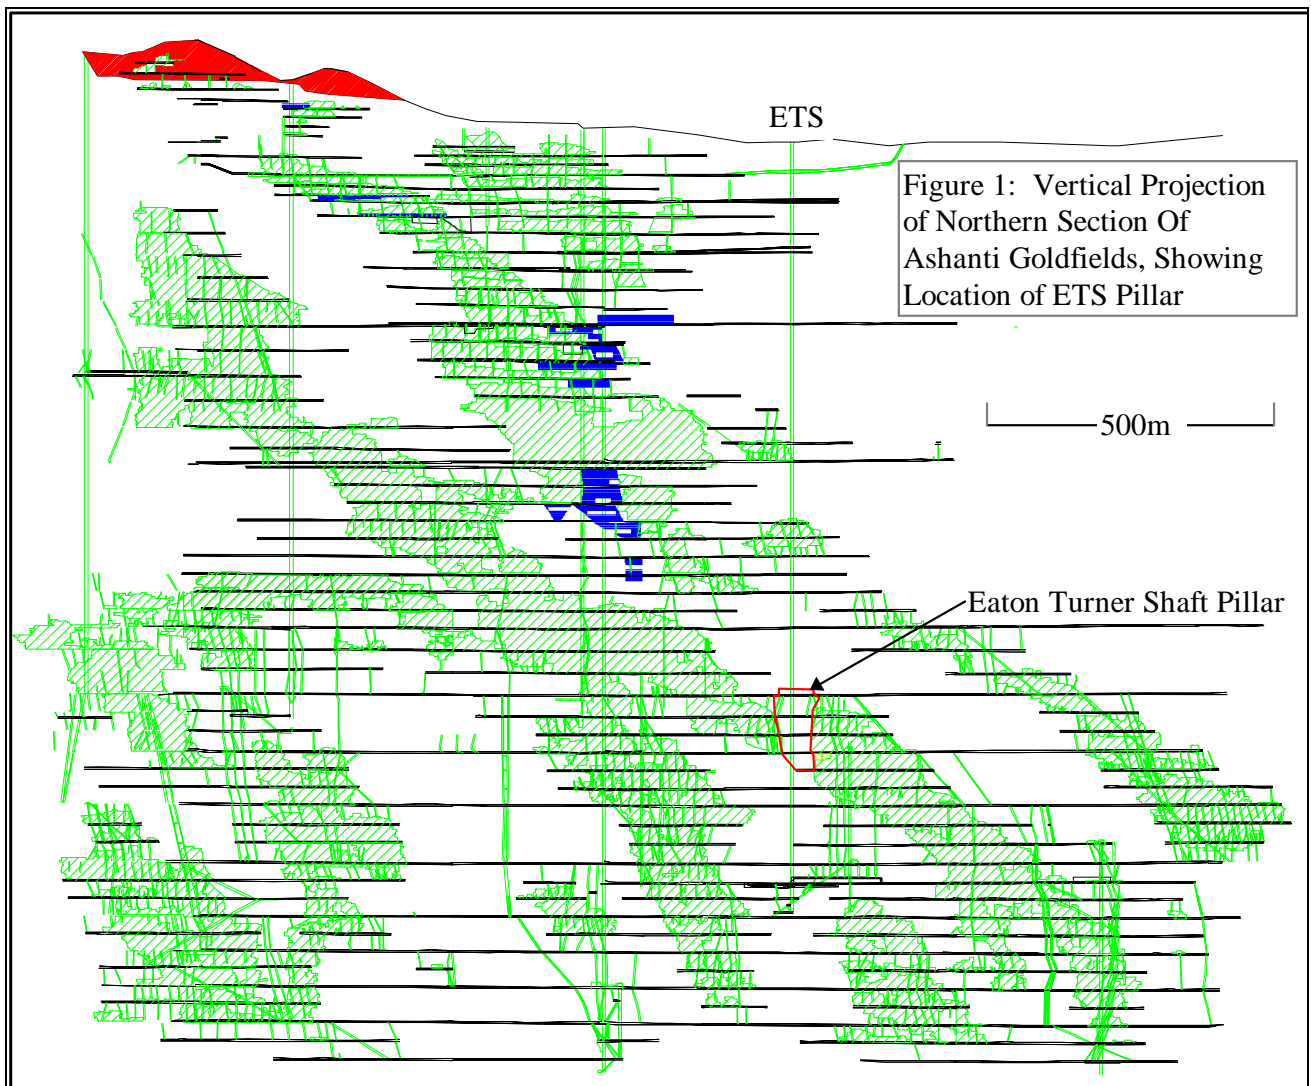 ETS
Figure 1: Vertical Projection
of Northern Section Of
Ashanti Goldfields, Showing
Location of ETS Pillar
500m
Eaton Turner Shaft Pillar